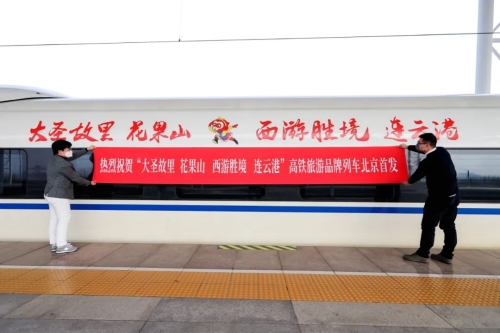 大圣故里 花果山 西游胜境 连云港
热烈祝贺“大圣故里 花果山 西游胜境 连云港”高铁旅游品牌列车北京首发